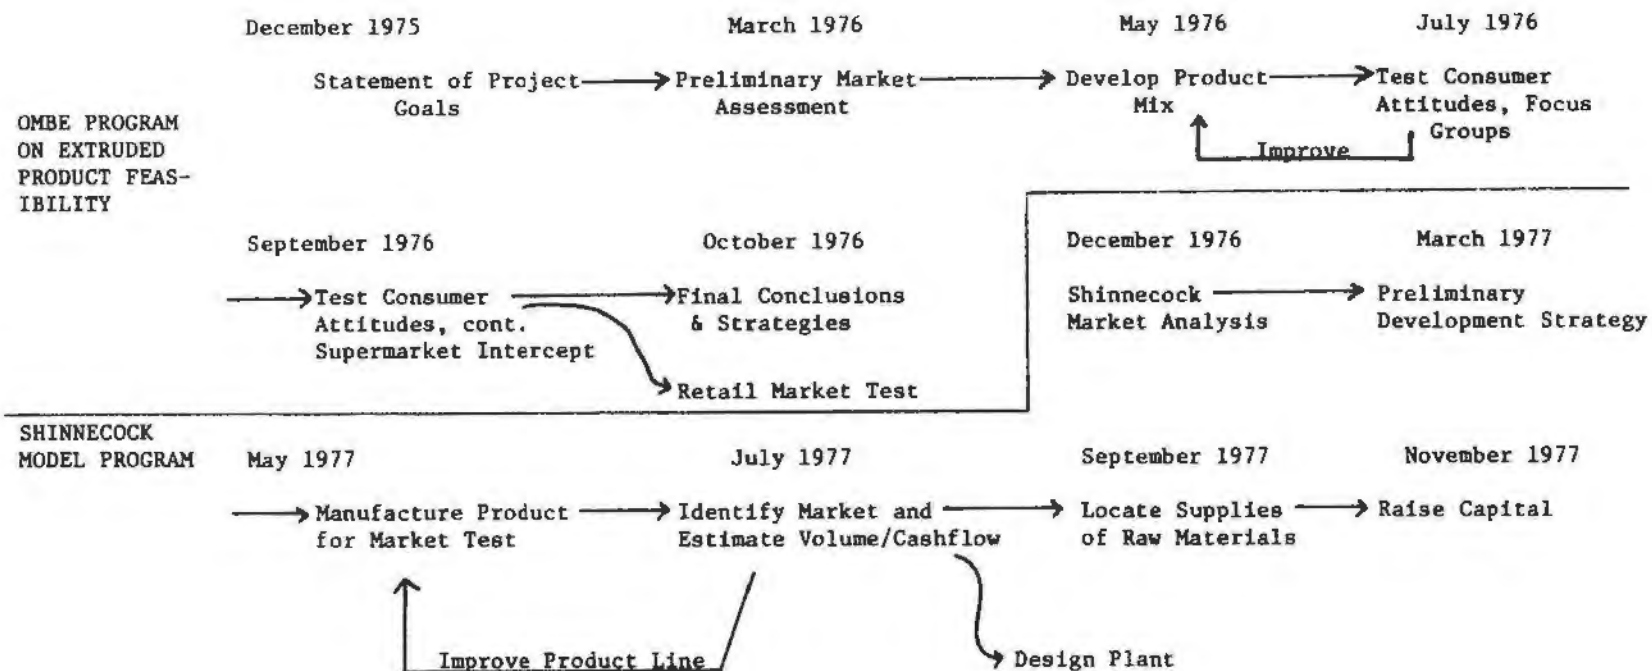 December 1975
March 1976
May 1976
July 1976
OMBE PROGRAM
ON EXTRUDED
PRODUCT FEAS-
IBILITY
Statement of Project
Goals
Preliminary Market
Assessment
Develop Product
Mix
Test Consumer
Attitudes, Focus
Groups
Improve
September 1976
October 1976
December 1976
March 1977
Test Consumer
Attitudes, cont.
Supermarket Intercept
Final Conclusions
& Strategies
Retail Market Test
Shinnecock
Market Analysis
Preliminary
Development Strategy
SHINNECOCK
MODEL PROGRAM
May 1977
July 1977
September 1977
November 1977
Manufacture Product
for Market Test
Identify Market and
Estimate Volume/Cashflow
Locate Supplies
of Raw Materials
Raise Capital
Improve Product Line
Design Plant